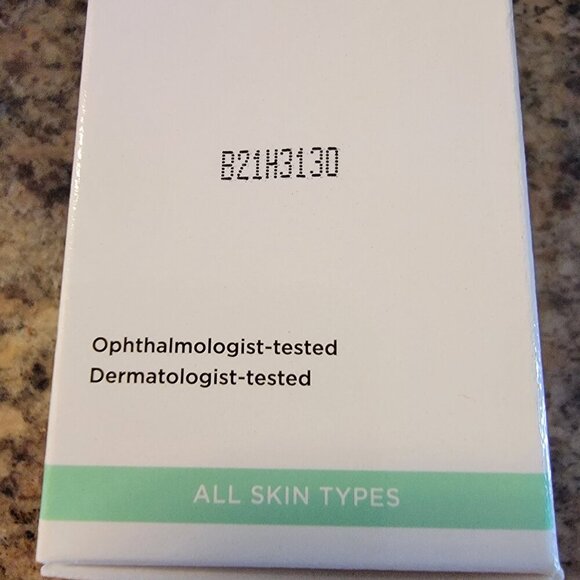 B21H3130
Ophthalmologist-tested
Dermatologist-tested
ALL SKIN TYPES